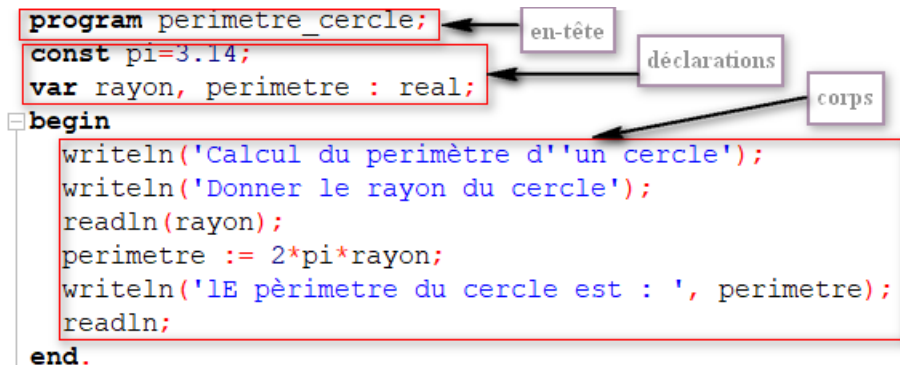 program perimetre_cercle;
en-tête
const pi=3.14;
déclarations
var rayon, perimetre : real;
corps
begin
writeln('Calcul du perimètre d''un cercle');
writeln('Donner le rayon du cercle');
readln(rayon);
perimetre := 2*pi*rayon;
writeln('lE pèrimetre du cercle est : ', perimetre);
readln;
end.